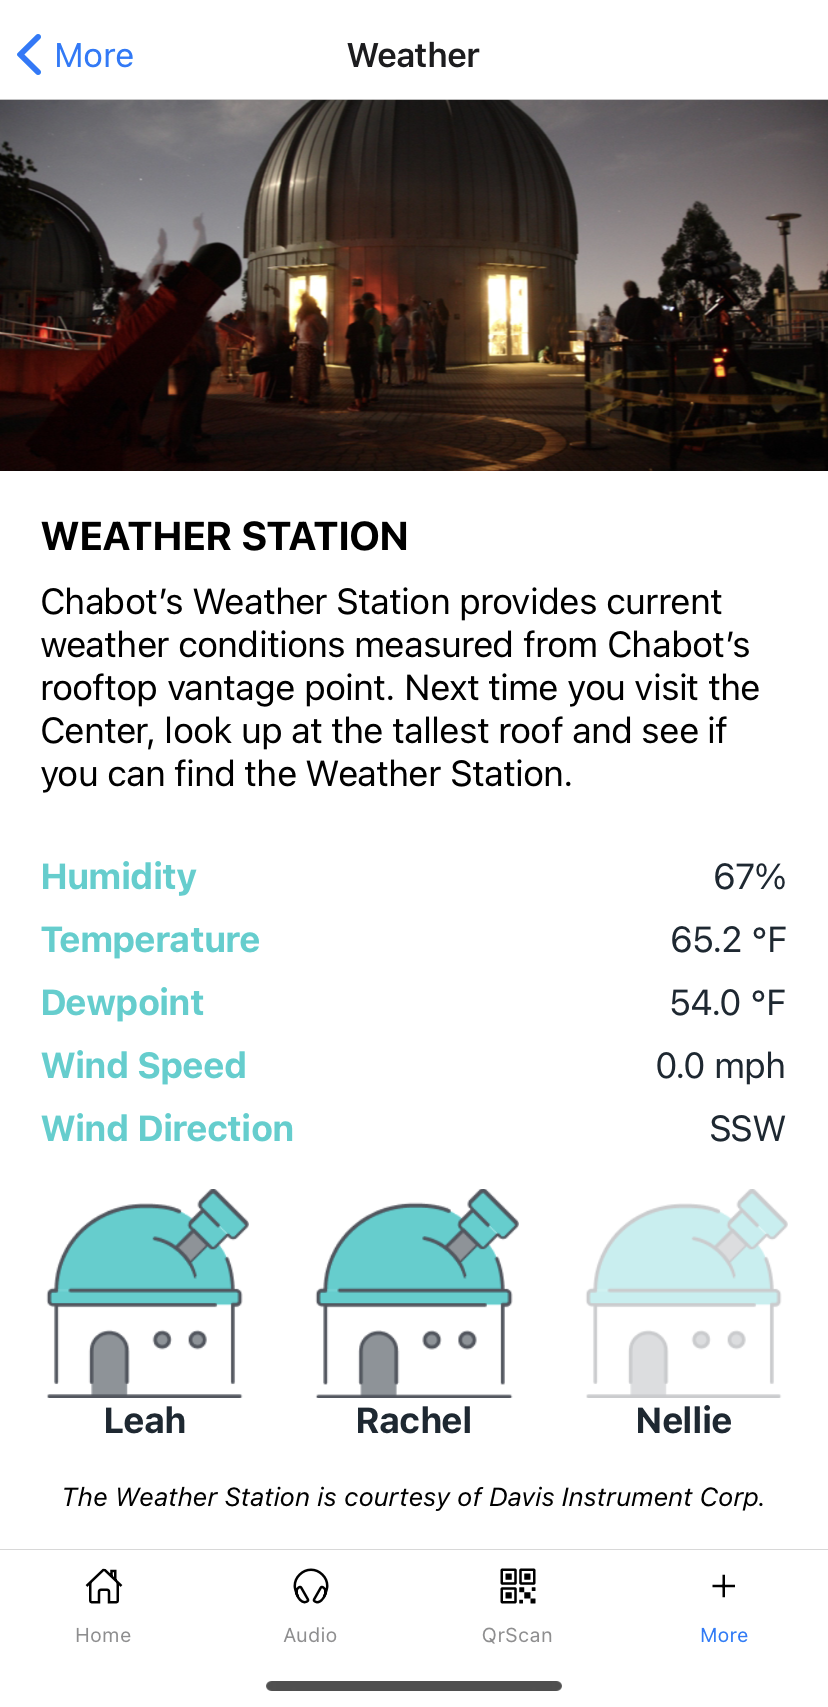 More
Weather
WEATHER STATION
Chabot’s Weather Station provides current
weather conditions measured from Chabot’s
rooftop vantage point. Next time you visit the
Center, look up at the tallest roof and see if
you can find the Weather Station.
Humidity 67%
Temperature 65.2 °F
Dewpoint 54.0 °F
Wind Speed 0.0 mph
Wind Direction SSW
Leah Rachel Nellie
The Weather Station is courtesy of Davis Instrument Corp.
Home Audio QrScan More